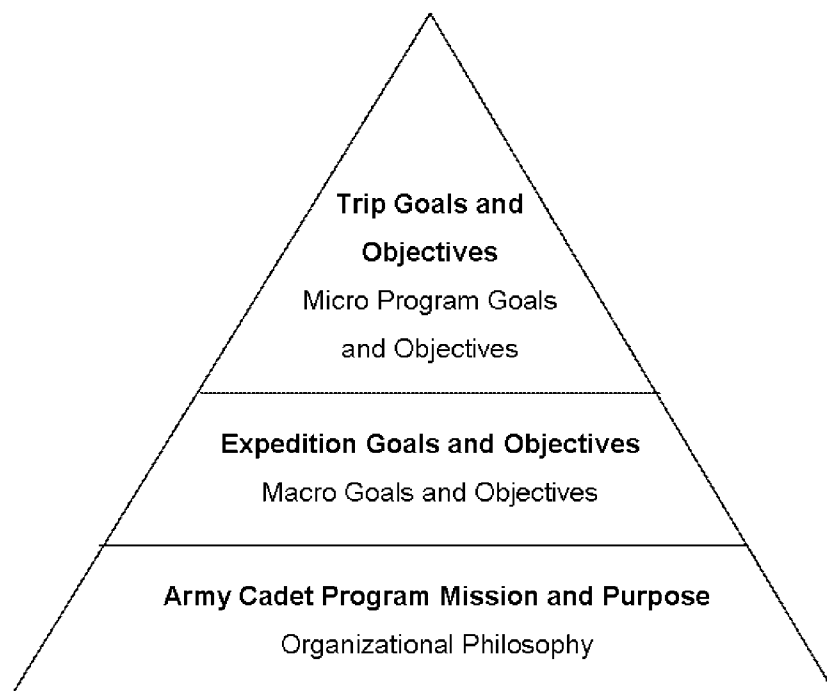 Trip Goals and
Objectives
Micro Program Goals
and Objectives
Expedition Goals and Objectives
Macro Goals and Objectives
Army Cadet Program Mission and Purpose
Organizational Philosophy